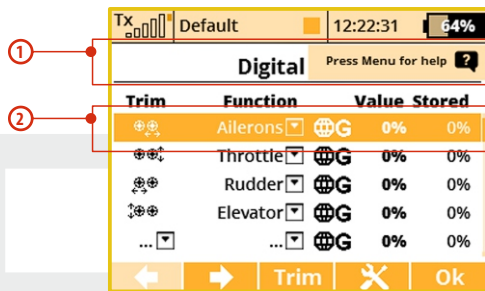 Tx Default 12:22:31 64%
① Digital Press Menu for help ?
② Trim Function Value Stored
Ailerons G 0% 0%
Throttle G 0% 0%
Rudder G 0% 0%
Elevator G 0% 0%
... ... G 0% 0%
Trim Ok